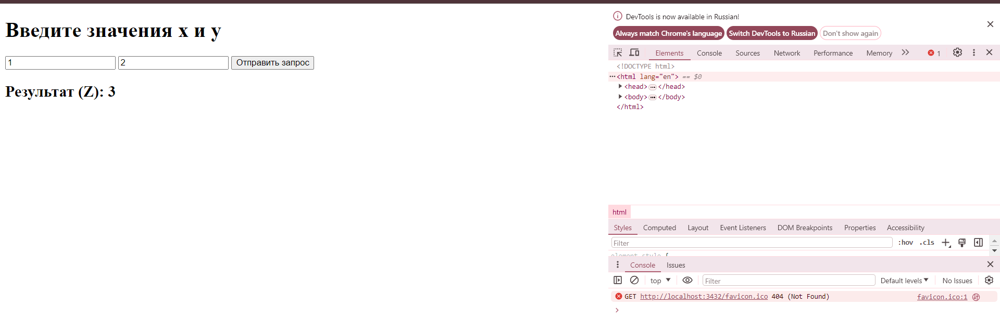 Введите значения x и y
1 2 Отправить запрос
Результат (Z): 3
DevTools is now available in Russian!
Always match Chrome's language Switch DevTools to Russian Don't show again
Elements Console Sources Network Performance Memory 1
<!DOCTYPE html>
<html lang="en"> == $0
<head> </head>
<body> </body>
</html>
html
Styles Computed Layout Event Listeners DOM Breakpoints Properties Accessibility
Filter :hov .cls
element.style {
Console Issues
top Filter Default levels No Issues
GET http://localhost:3432/favicon.ico 404 (Not Found) favicon.ico:1